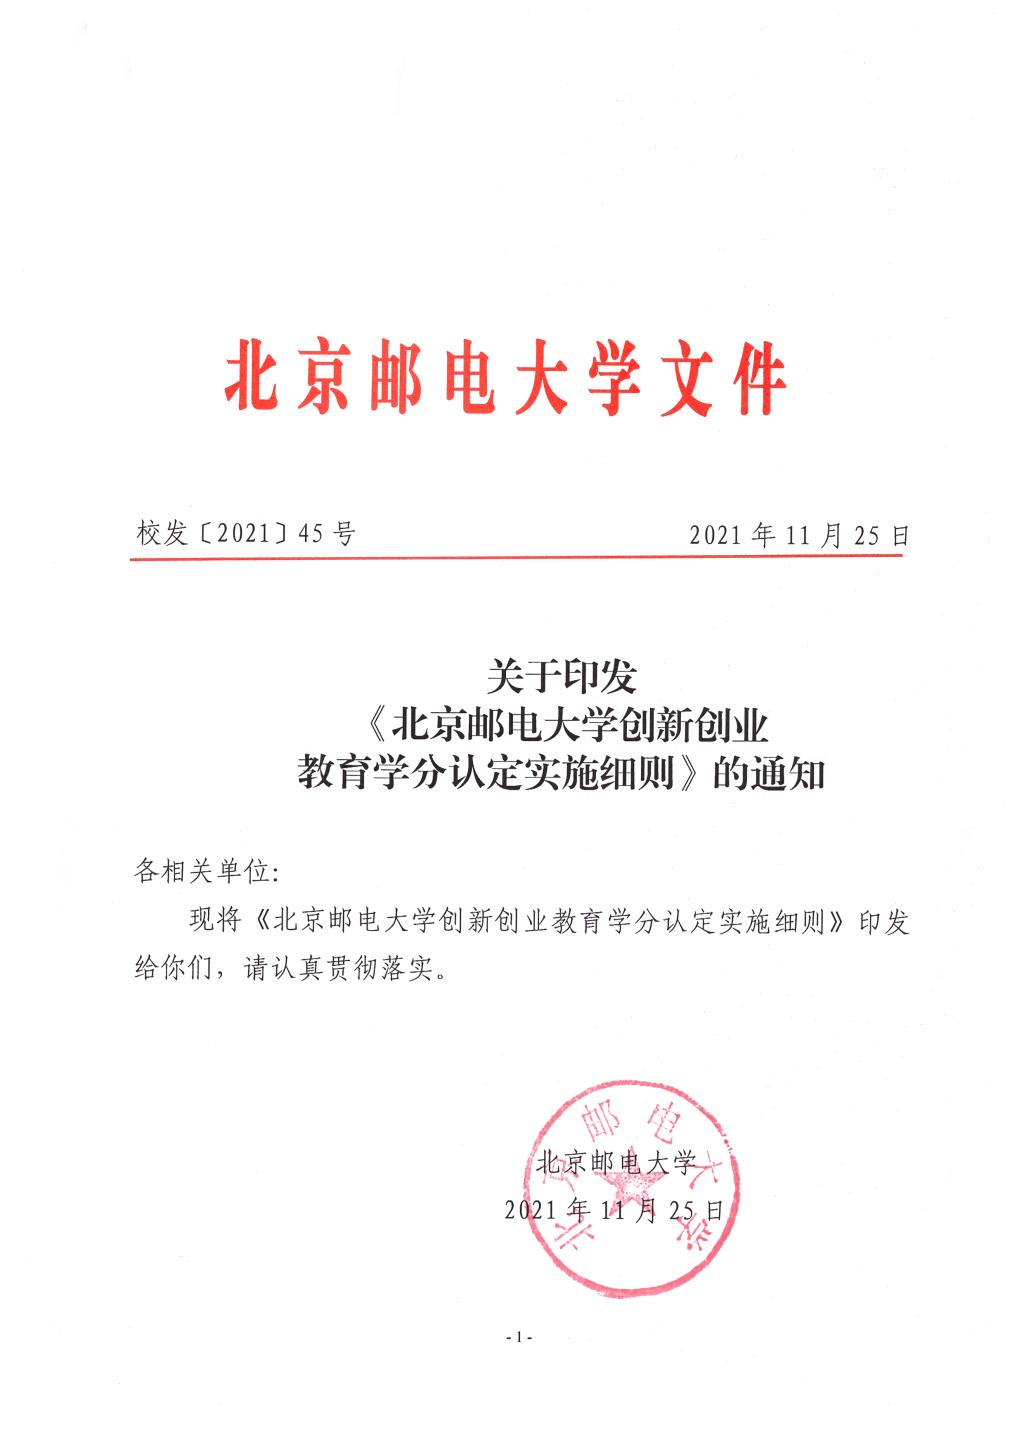 北京邮电大学文件
校发〔2021〕45号 2021年11月25日
关于印发
《北京邮电大学创新创业
教育学分认定实施细则》的通知
各相关单位:
现将《北京邮电大学创新创业教育学分认定实施细则》印发
给你们，请认真贯彻落实。
北京邮电大学
北京邮电大学
2021年11月25日
-1-